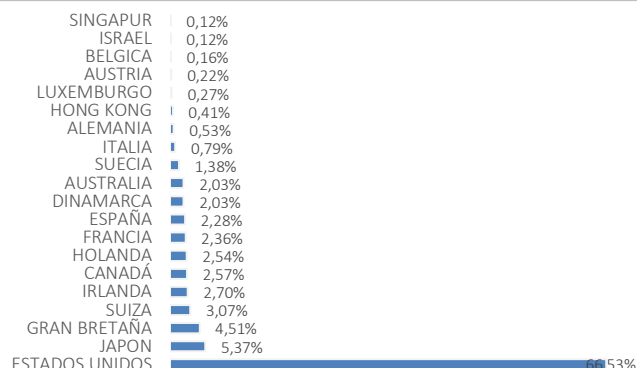 SINGAPUR 0,12%
ISRAEL 0,12%
BELGICA 0,16%
AUSTRIA 0,22%
LUXEMBURGO 0,27%
HONG KONG 0,41%
ALEMANIA 0,53%
ITALIA 0,79%
SUECIA 1,38%
AUSTRALIA 2,03%
DINAMARCA 2,03%
ESPAÑA 2,28%
FRANCIA 2,36%
HOLANDA 2,54%
CANADÁ 2,57%
IRLANDA 2,70%
SUIZA 3,07%
GRAN BRETAÑA 4,51%
JAPON 5,37%
ESTADOS UNIDOS 66,53%